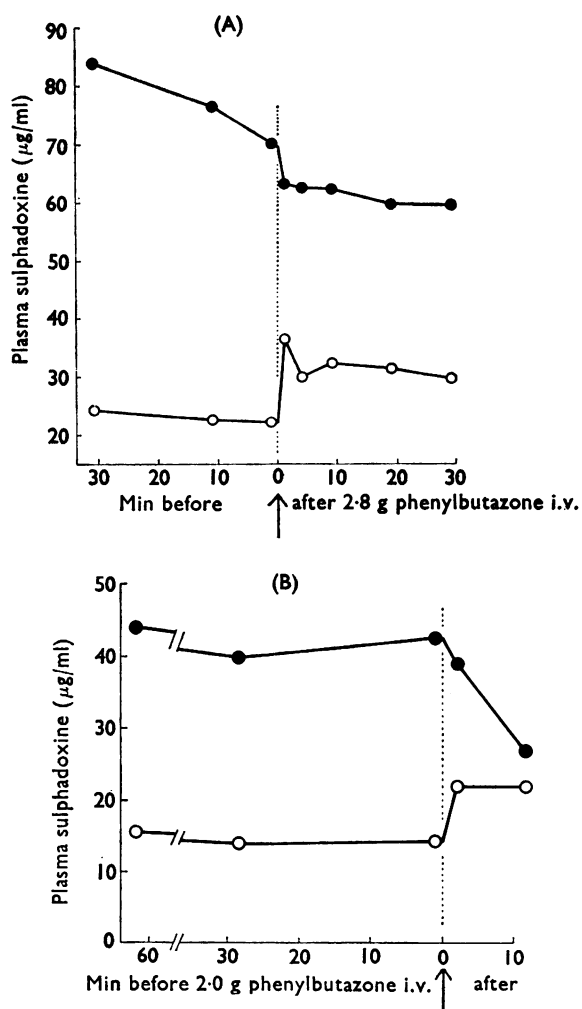 (A)
Plasma sulphadoxine (μg/ml)
90
80
70
60
50
40
30
20
30 20 10 0 10 20 30
Min before after 2·8 g phenylbutazone i.v.
(B)
Plasma sulphadoxine (μg/ml)
50
40
30
20
10
0
60 30 20 10 0 10
Min before 2·0 g phenylbutazone i.v. after